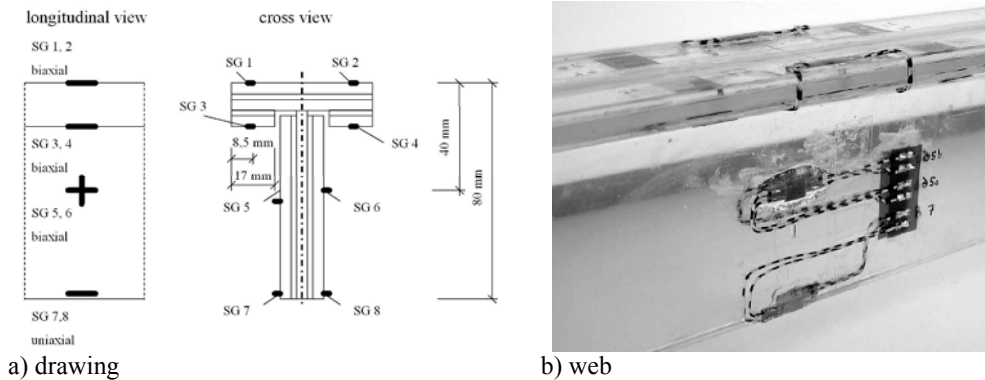 longitudinal view
cross view
SG 1, 2
biaxial
SG 3, 4
biaxial
SG 5, 6
biaxial
SG 7,8
uniaxial
SG 1
SG 2
SG 3
SG 4
8,5 mm
17 mm
SG 5
SG 6
40 mm
80 mm
SG 7
SG 8
7
a) drawing
b) web